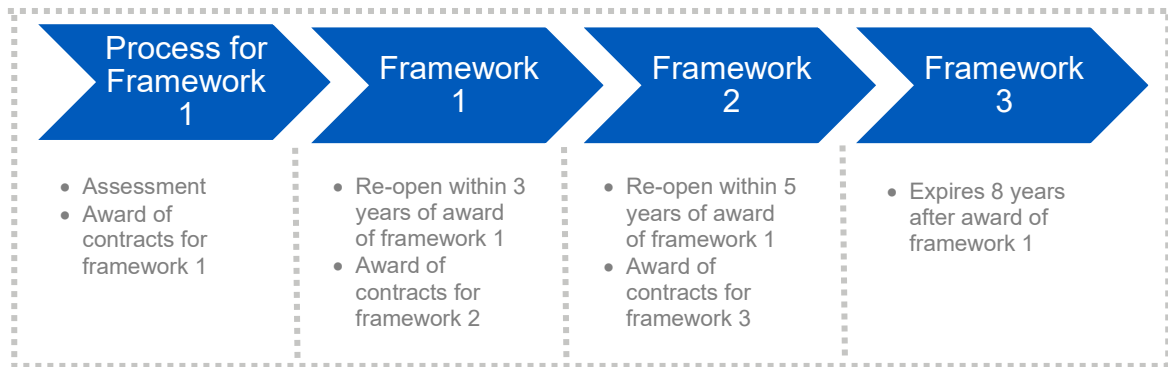 Process for
Framework
1
Framework
1
Framework
2
Framework
3
• Assessment
• Award of
contracts for
framework 1
• Re-open within 3
years of award
of framework 1
• Award of
contracts for
framework 2
• Re-open within 5
years of award
of framework 1
• Award of
contracts for
framework 3
• Expires 8 years
after award of
framework 1